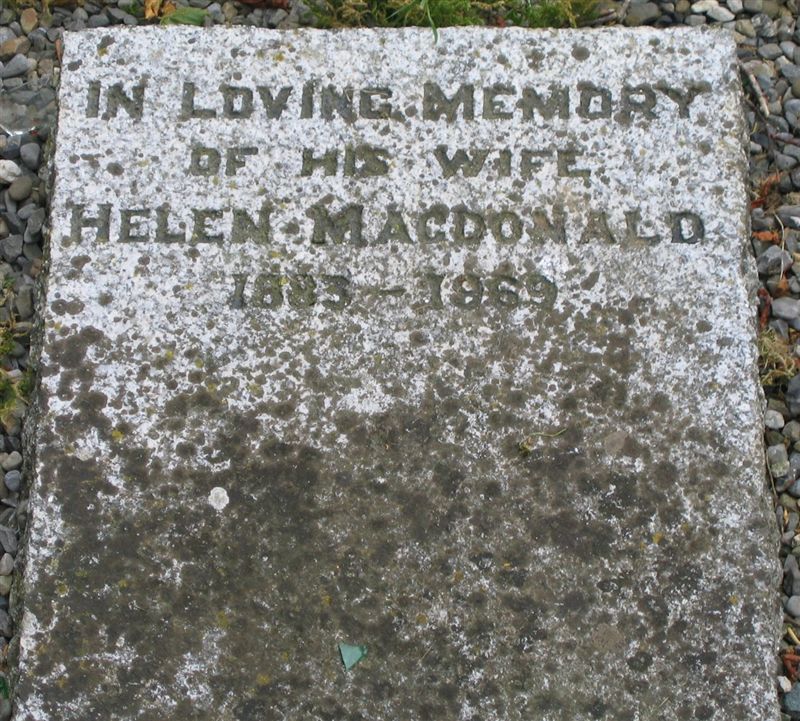 IN LOVING MEMORY
OF HIS WIFE
HELEN MACDONALD
1883 – 1969